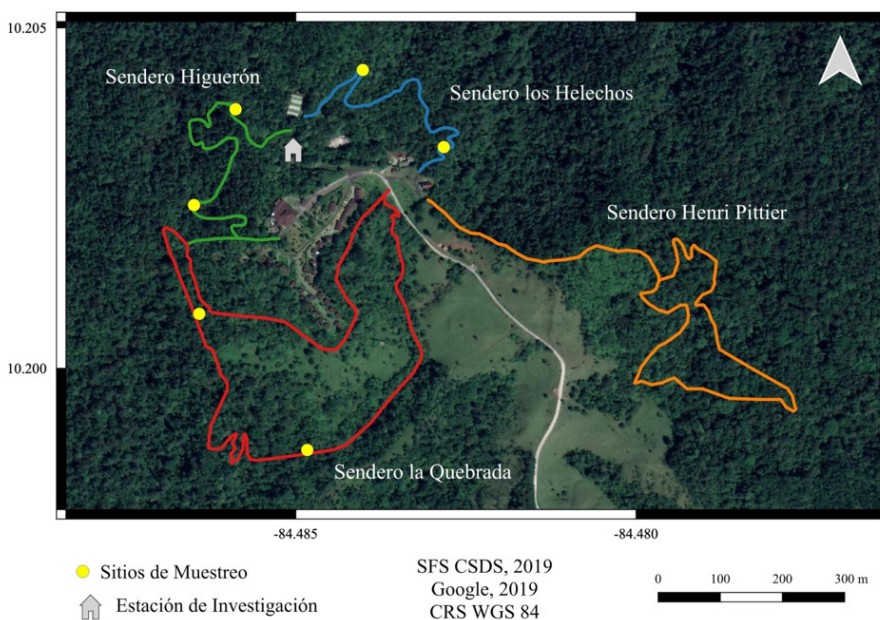 10.205
Sendero Higuerón
Sendero los Helechos
Sendero Henri Pittier
10.200
Sendero la Quebrada
-84.485
-84.480
Sitios de Muestreo
Estación de Investigación
SFS CSDS, 2019
Google, 2019
CRS WGS 84
0 100 200 300 m